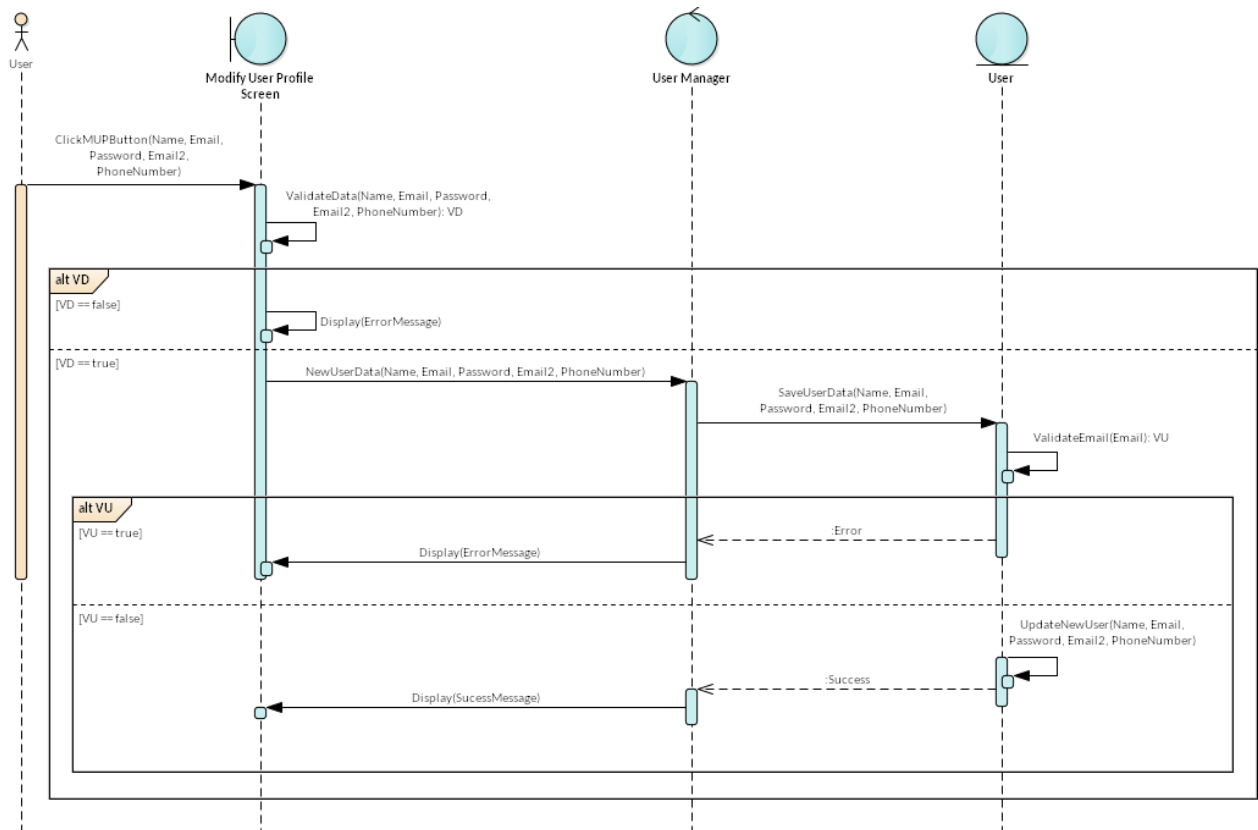 User
Modify User Profile
Screen
User Manager
User
ClickMUPButton(Name, Email,
Password, Email2,
PhoneNumber)
ValidateData(Name, Email, Password,
Email2, PhoneNumber): VD
alt VD
[VD == false]
Display(ErrorMessage)
[VD == true]
NewUserData(Name, Email, Password, Email2, PhoneNumber)
SaveUserData(Name, Email,
Password, Email2, PhoneNumber)
ValidateEmail(Email): VU
alt VU
[VU == true]
:Error
Display(ErrorMessage)
[VU == false]
UpdateNewUser(Name, Email,
Password, Email2, PhoneNumber)
:Success
Display(SucessMessage)